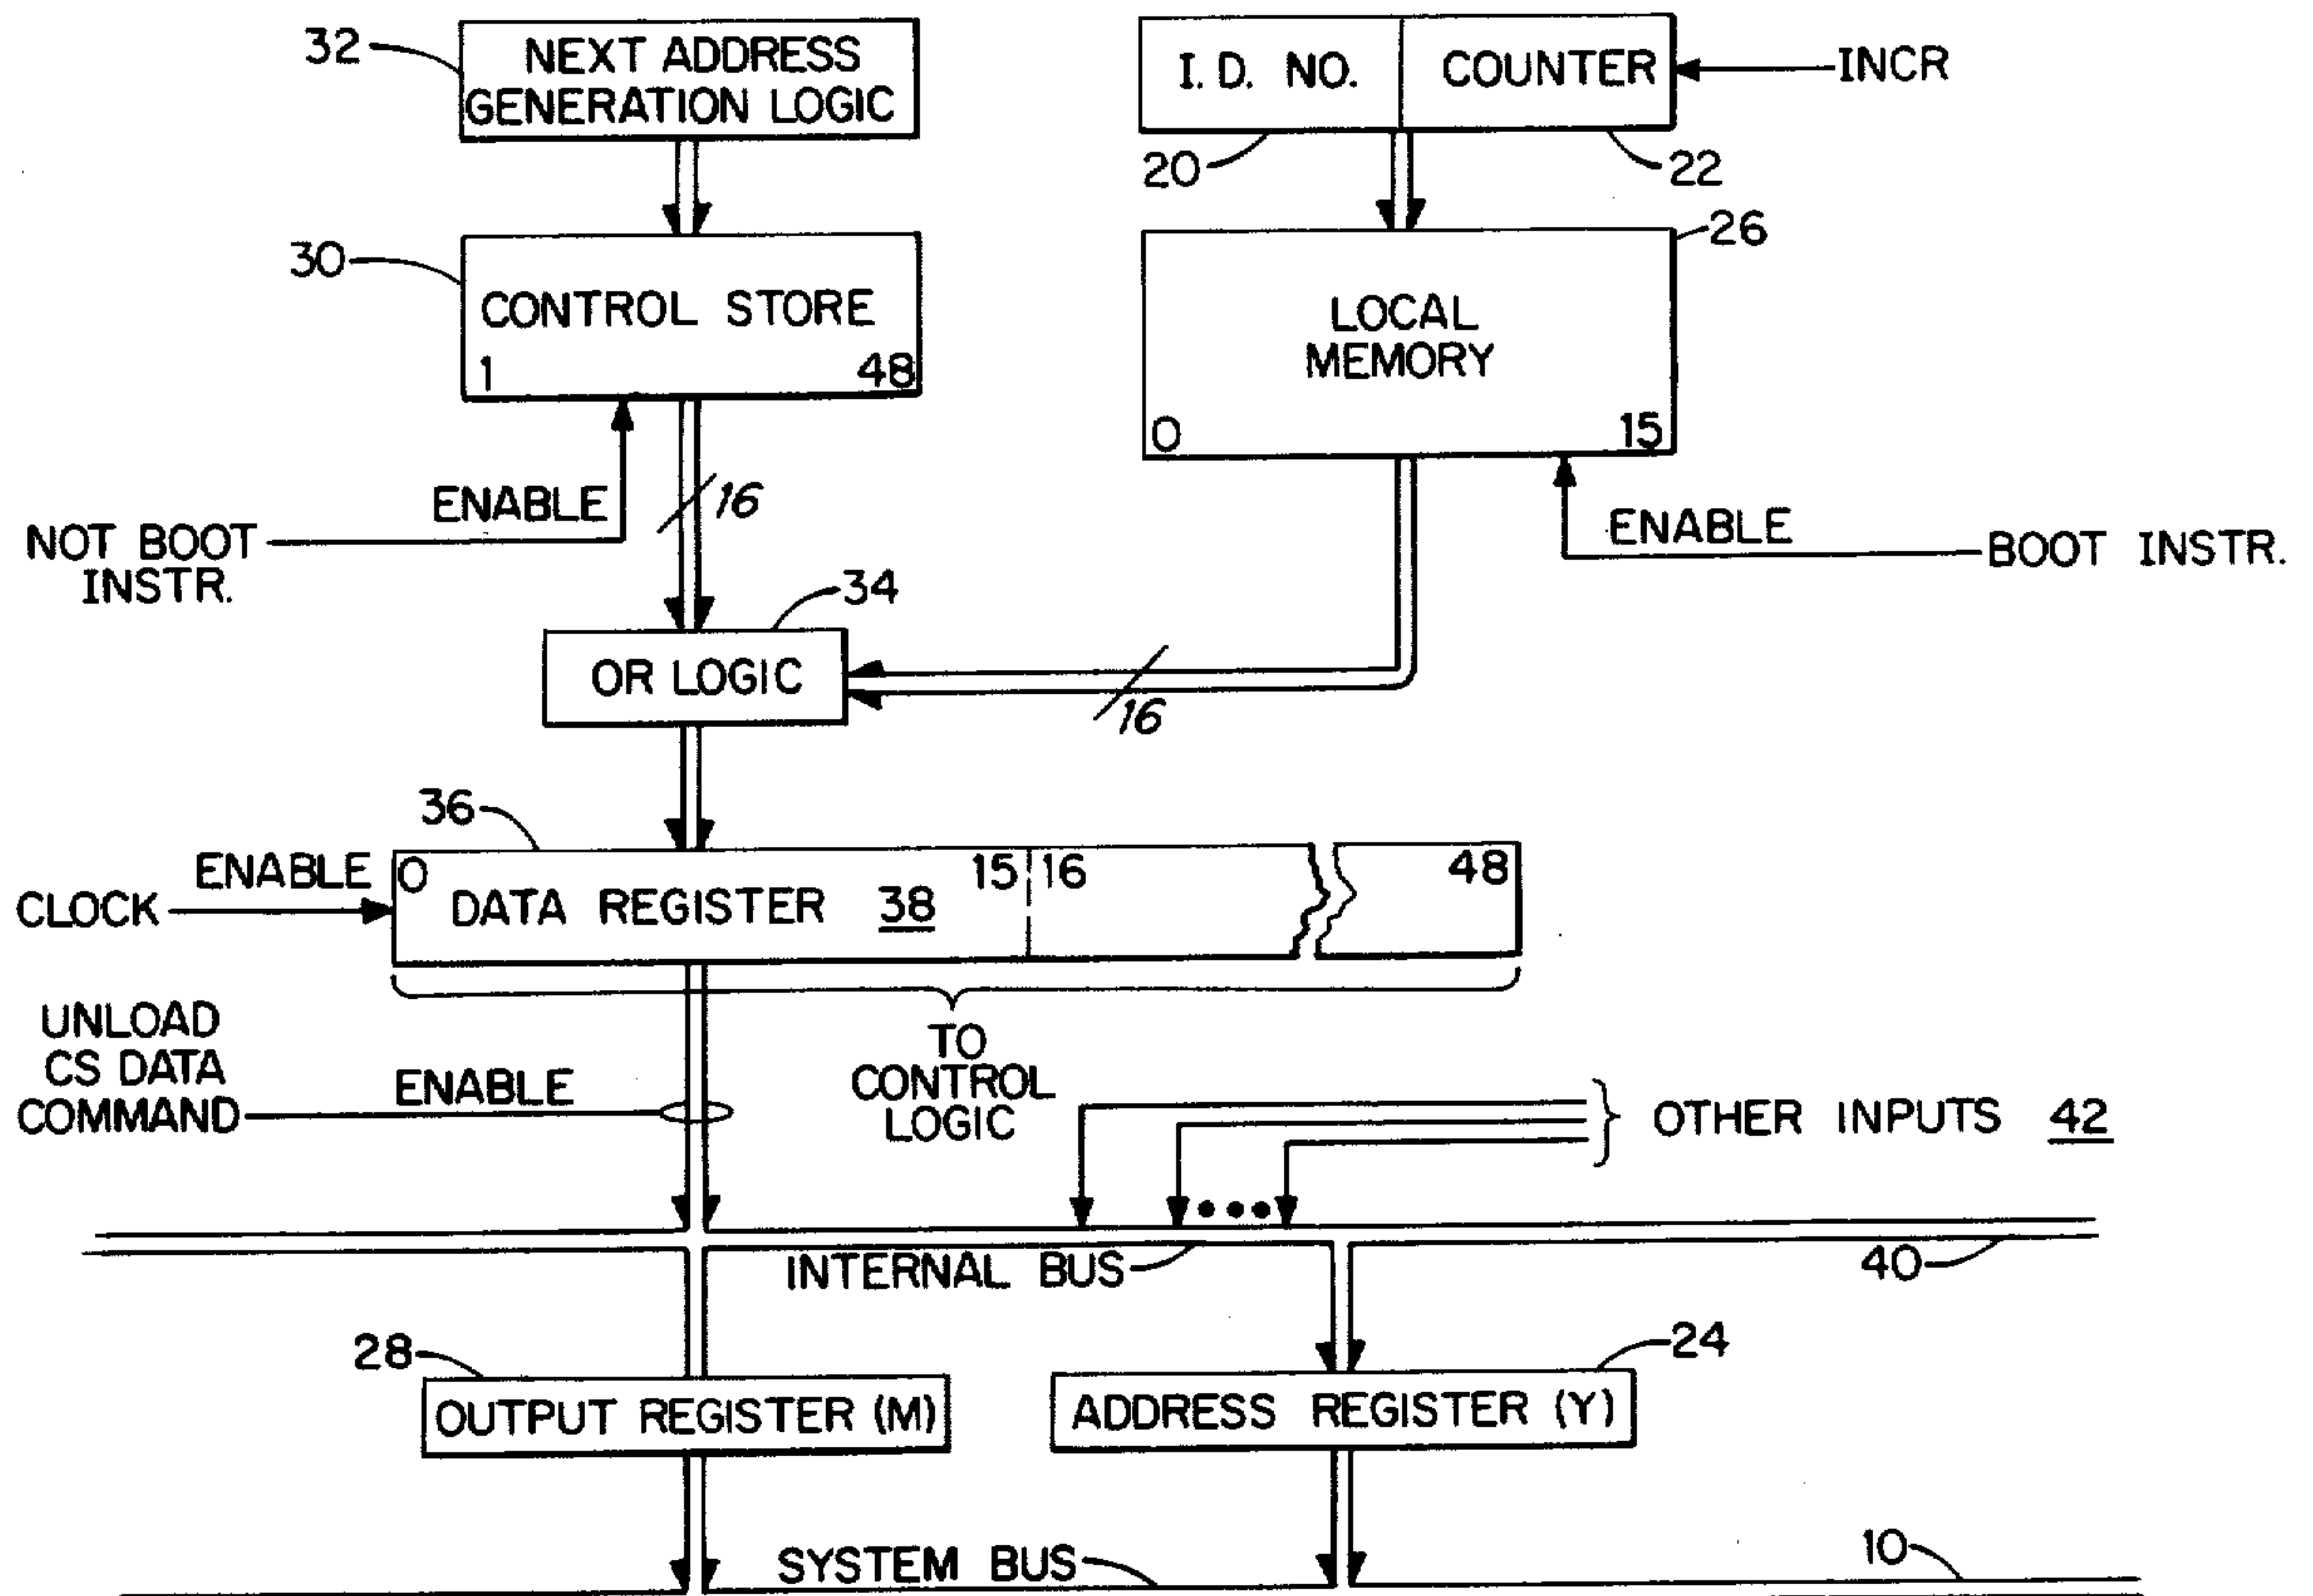 32
NEXT ADDRESS
GENERATION LOGIC
I.D. NO.
COUNTER
INCR
20
22
30
CONTROL STORE
1
48
26
LOCAL
MEMORY
0
15
ENABLE
NOT BOOT
INSTR.
16
ENABLE
BOOT INSTR.
34
OR LOGIC
16
36
ENABLE
CLOCK
0
DATA REGISTER 38
15
16
48
UNLOAD
CS DATA
COMMAND
ENABLE
TO
CONTROL
LOGIC
OTHER INPUTS 42
INTERNAL BUS
40
28
OUTPUT REGISTER (M)
24
ADDRESS REGISTER (Y)
SYSTEM BUS
10